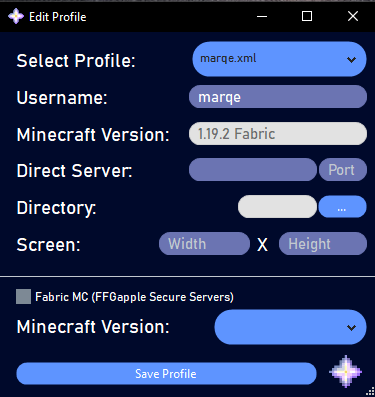 Edit Profile
Select Profile: marqe.xml
Username: marqe
Minecraft Version: 1.19.2 Fabric
Direct Server: Port
Directory: ...
Screen: Width X Height
Fabric MC (FFGapple Secure Servers)
Minecraft Version:
Save Profile